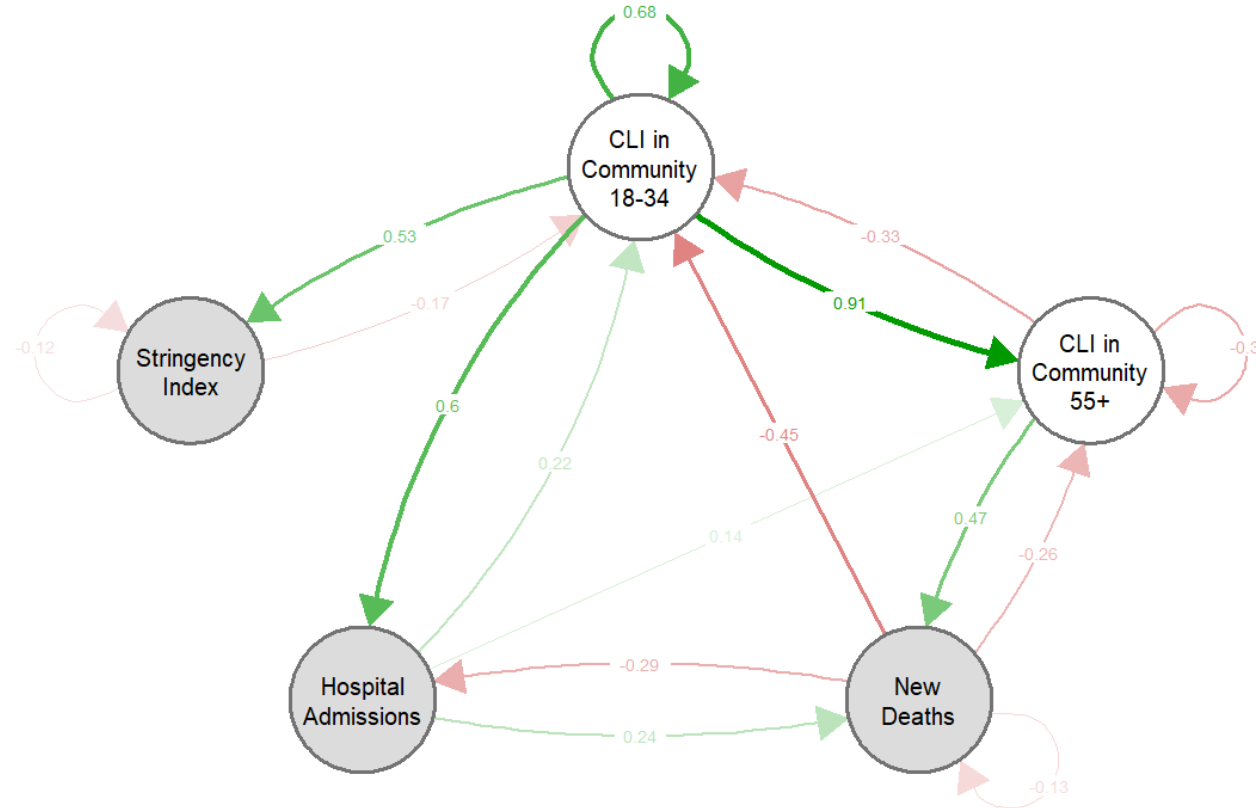 0.68
CLI in
Community
18-34
0.53
-0.33
-0.17
0.91
-0.12
Stringency
Index
CLI in
Community
55+
-0.3
0.6
-0.45
0.22
0.47
0.14
-0.26
-0.29
Hospital
Admissions
New
Deaths
0.24
-0.13